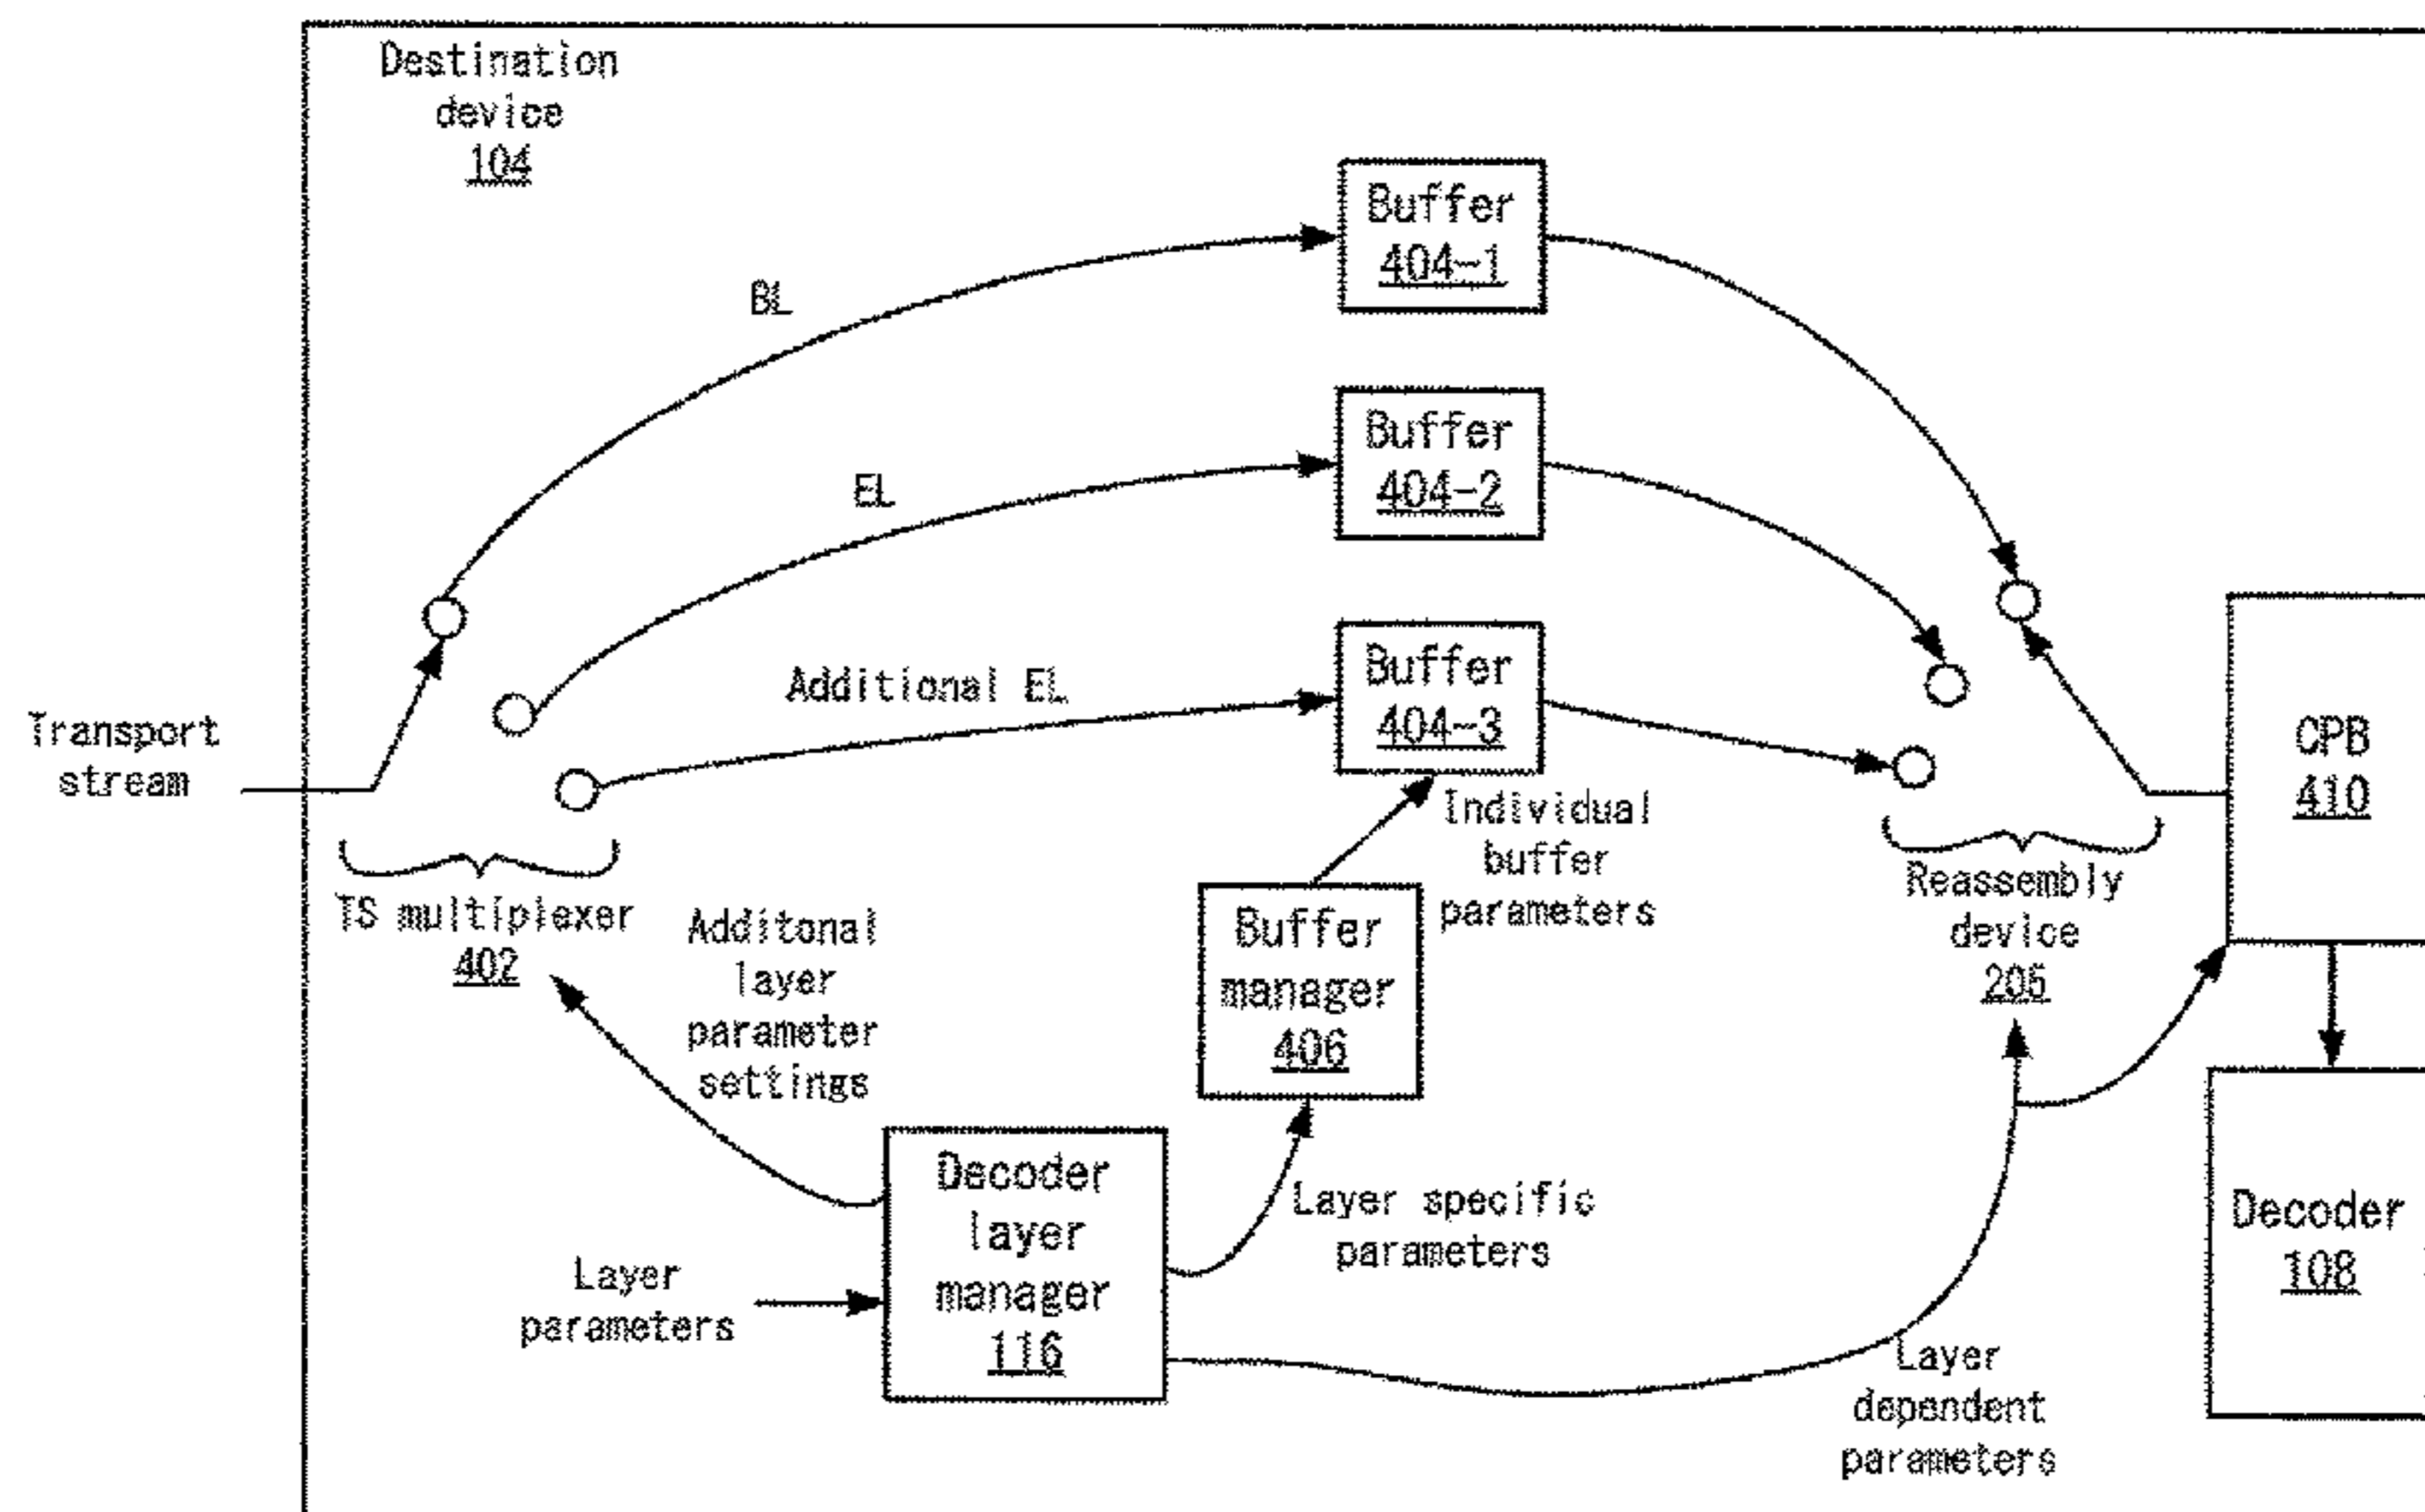 Destination
device
104
Buffer
404-1
BL
Buffer
404-2
EL
Buffer
404-3
Additional EL
Transport
stream
CPB
410
Individual
buffer
parameters
TS multiplexer
402
Additonal
layer
parameter
settings
Buffer
manager
406
Reassembly
device
205
Decoder
layer
manager
116
Layer specific
parameters
Layer
parameters
Decoder
108
Layer
dependent
parameters